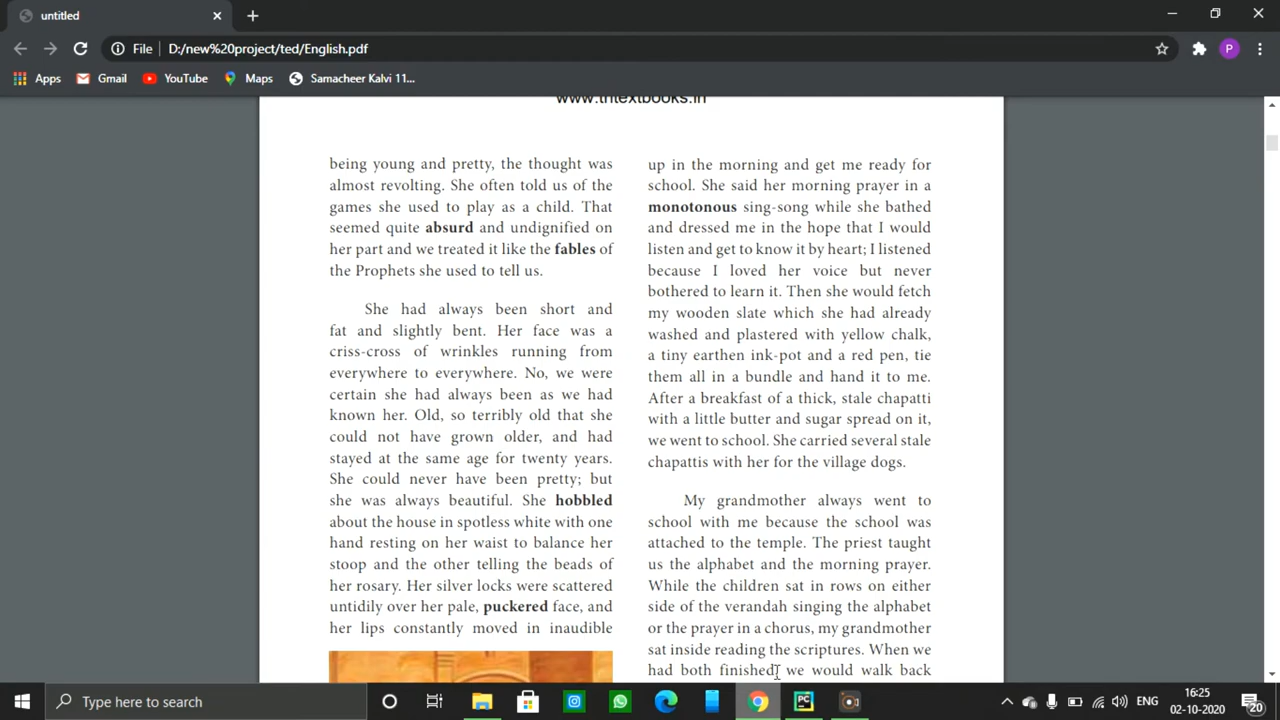 untitled
File D:/new%20project/ted/English.pdf
P
Apps Gmail YouTube Maps Samacheer Kalvi 11...
www.tntextbooks.in
being young and pretty, the thought was
almost revolting. She often told us of the
games she used to play as a child. That
seemed quite absurd and undignified on
her part and we treated it like the fables of
the Prophets she used to tell us.
She had always been short and
fat and slightly bent. Her face was a
criss-cross of wrinkles running from
everywhere to everywhere. No, we were
certain she had always been as we had
known her. Old, so terribly old that she
could not have grown older, and had
stayed at the same age for twenty years.
She could never have been pretty; but
she was always beautiful. She hobbled
about the house in spotless white with one
hand resting on her waist to balance her
stoop and the other telling the beads of
her rosary. Her silver locks were scattered
untidily over her pale, puckered face, and
her lips constantly moved in inaudible
up in the morning and get me ready for
school. She said her morning prayer in a
monotonous sing-song while she bathed
and dressed me in the hope that I would
listen and get to know it by heart; I listened
because I loved her voice but never
bothered to learn it. Then she would fetch
my wooden slate which she had already
washed and plastered with yellow chalk,
a tiny earthen ink-pot and a red pen, tie
them all in a bundle and hand it to me.
After a breakfast of a thick, stale chapatti
with a little butter and sugar spread on it,
we went to school. She carried several stale
chapattis with her for the village dogs.
My grandmother always went to
school with me because the school was
attached to the temple. The priest taught
us the alphabet and the morning prayer.
While the children sat in rows on either
side of the verandah singing the alphabet
or the prayer in a chorus, my grandmother
sat inside reading the scriptures. When we
had both finished, we would walk back
Type here to search
PC
ENG
16:25
02-10-2020
20